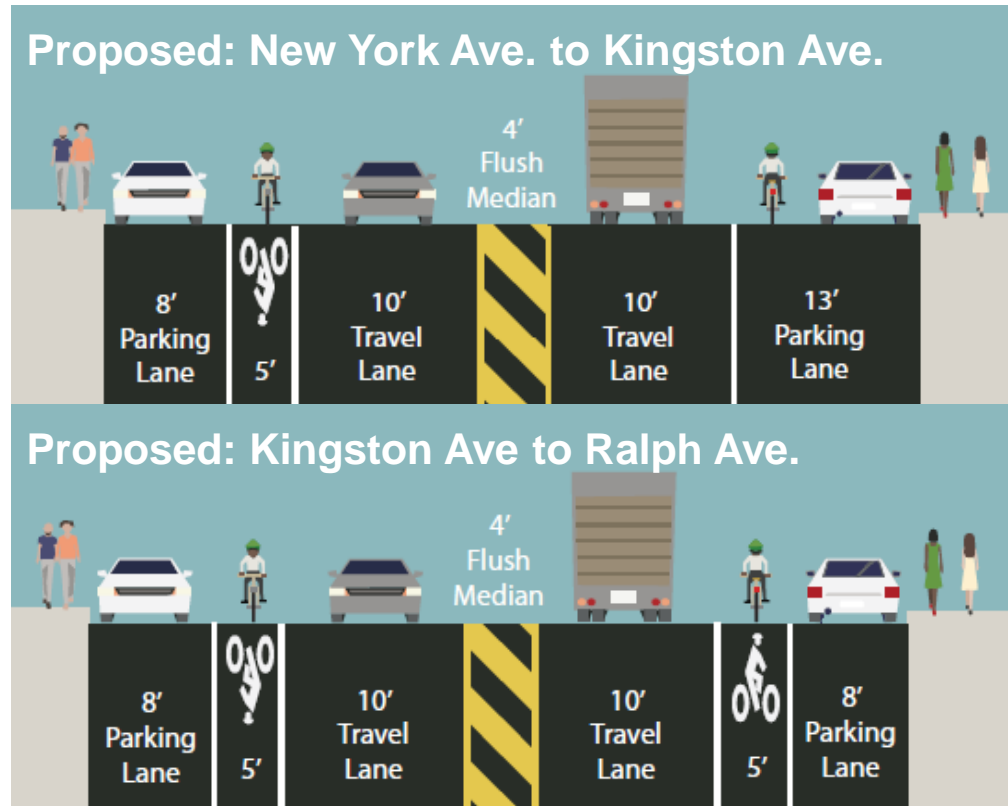 Proposed: New York Ave. to Kingston Ave.
4’
Flush
Median
8’
Parking
Lane
5’
10’
Travel
Lane
10’
Travel
Lane
13’
Parking
Lane
Proposed: Kingston Ave to Ralph Ave.
4’
Flush
Median
8’
Parking
Lane
5’
10’
Travel
Lane
10’
Travel
Lane
5’
8’
Parking
Lane